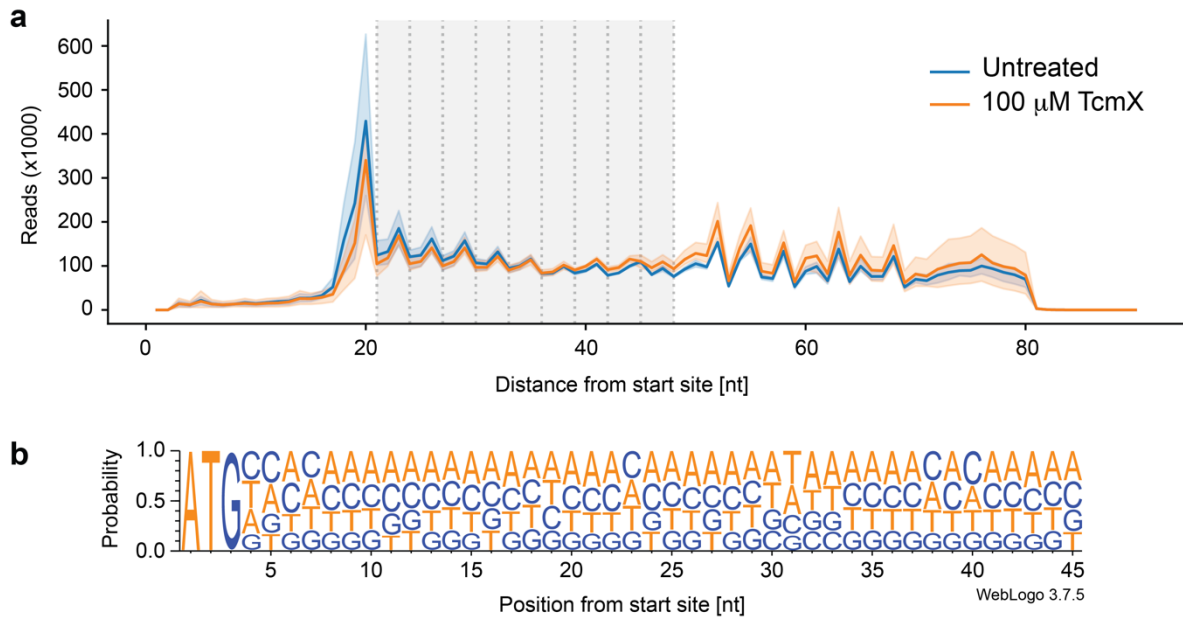 a
600
500
400
300
200
100
0
Reads (x1000)
Untreated
100 μM TcmX
0
20
40
60
80
Distance from start site [nt]
b
1.0
0.5
0.0
Probability
ATGCCACAAAAAAAAAAAAAAACAAAAAAATAAAAAACACAAAAA
5
10
15
20
25
30
35
40
45
WebLogo 3.7.5
Position from start site [nt]